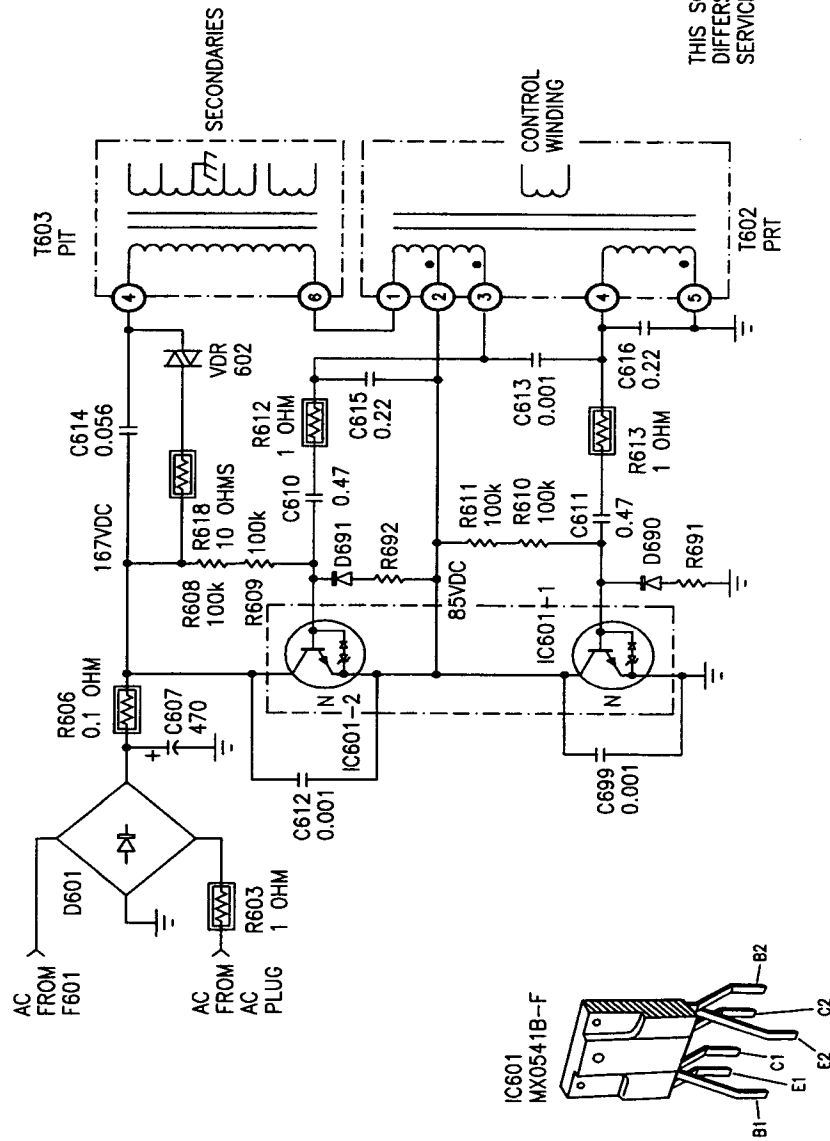 AC
FROM
F601
D601
AC
FROM
AC
PLUG
R603
1 OHM
R606
0.1 OHM
+
C607
470
167VDC
C614
0.056
R618
10 OHMS
VDR
602
R608
100k
R609
100k
C610
0.47
R612
1 OHM
D691
R692
C615
0.22
85VDC
IC601-2
N
C612
0.001
R611
100k
R610
100k
C613
0.001
C611
0.47
R613
1 OHM
C616
0.22
D690
R691
IC601-1
N
C699
0.001
T603
PIT
4
6
SECONDARIES
1
2
3
4
5
CONTROL
WINDING
T602
PRT
IC601
MX0541B-F
B1
E1
C1
E2
C2
B2
THIS
DIFFERS
SERVICE